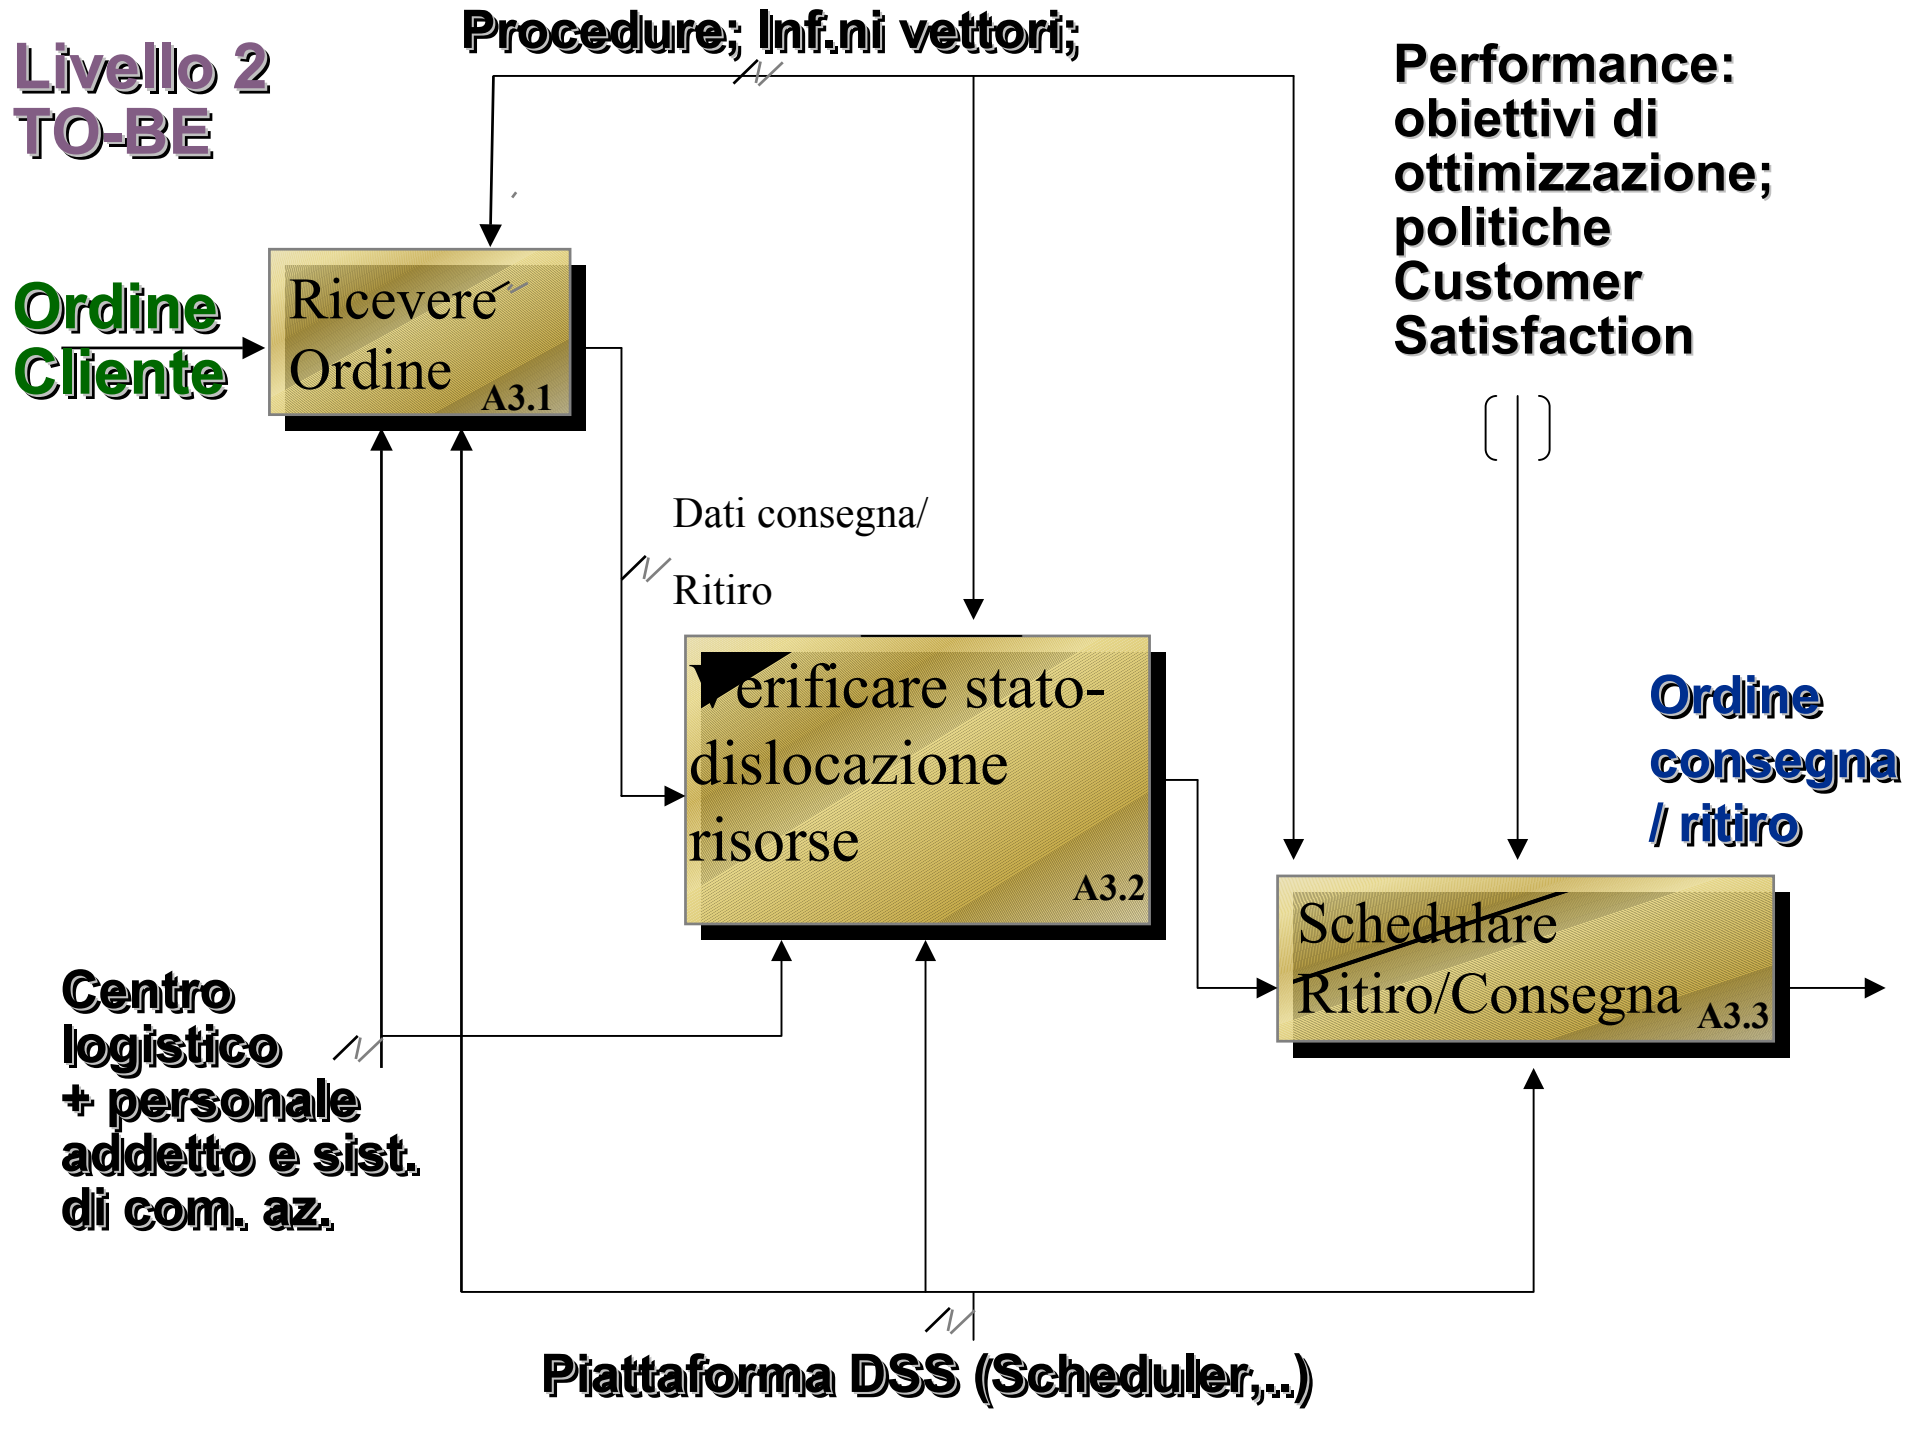 Procedure; Inf.ni vettori;
Livello 2
TO-BE
Performance:
obiettivi di
ottimizzazione;
politiche
Customer
Satisfaction
Ordine
Cliente
Ricevere
Ordine
A3.1
Dati consegna/
Ritiro
Verificare stato-
dislocazione
risorse
A3.2
Ordine
consegna
/ ritiro
Schedulare
Ritiro/Consegna
A3.3
Centro
logistico
+ personale
addetto e sist.
di com. az.
Piattaforma DSS (Scheduler,..)